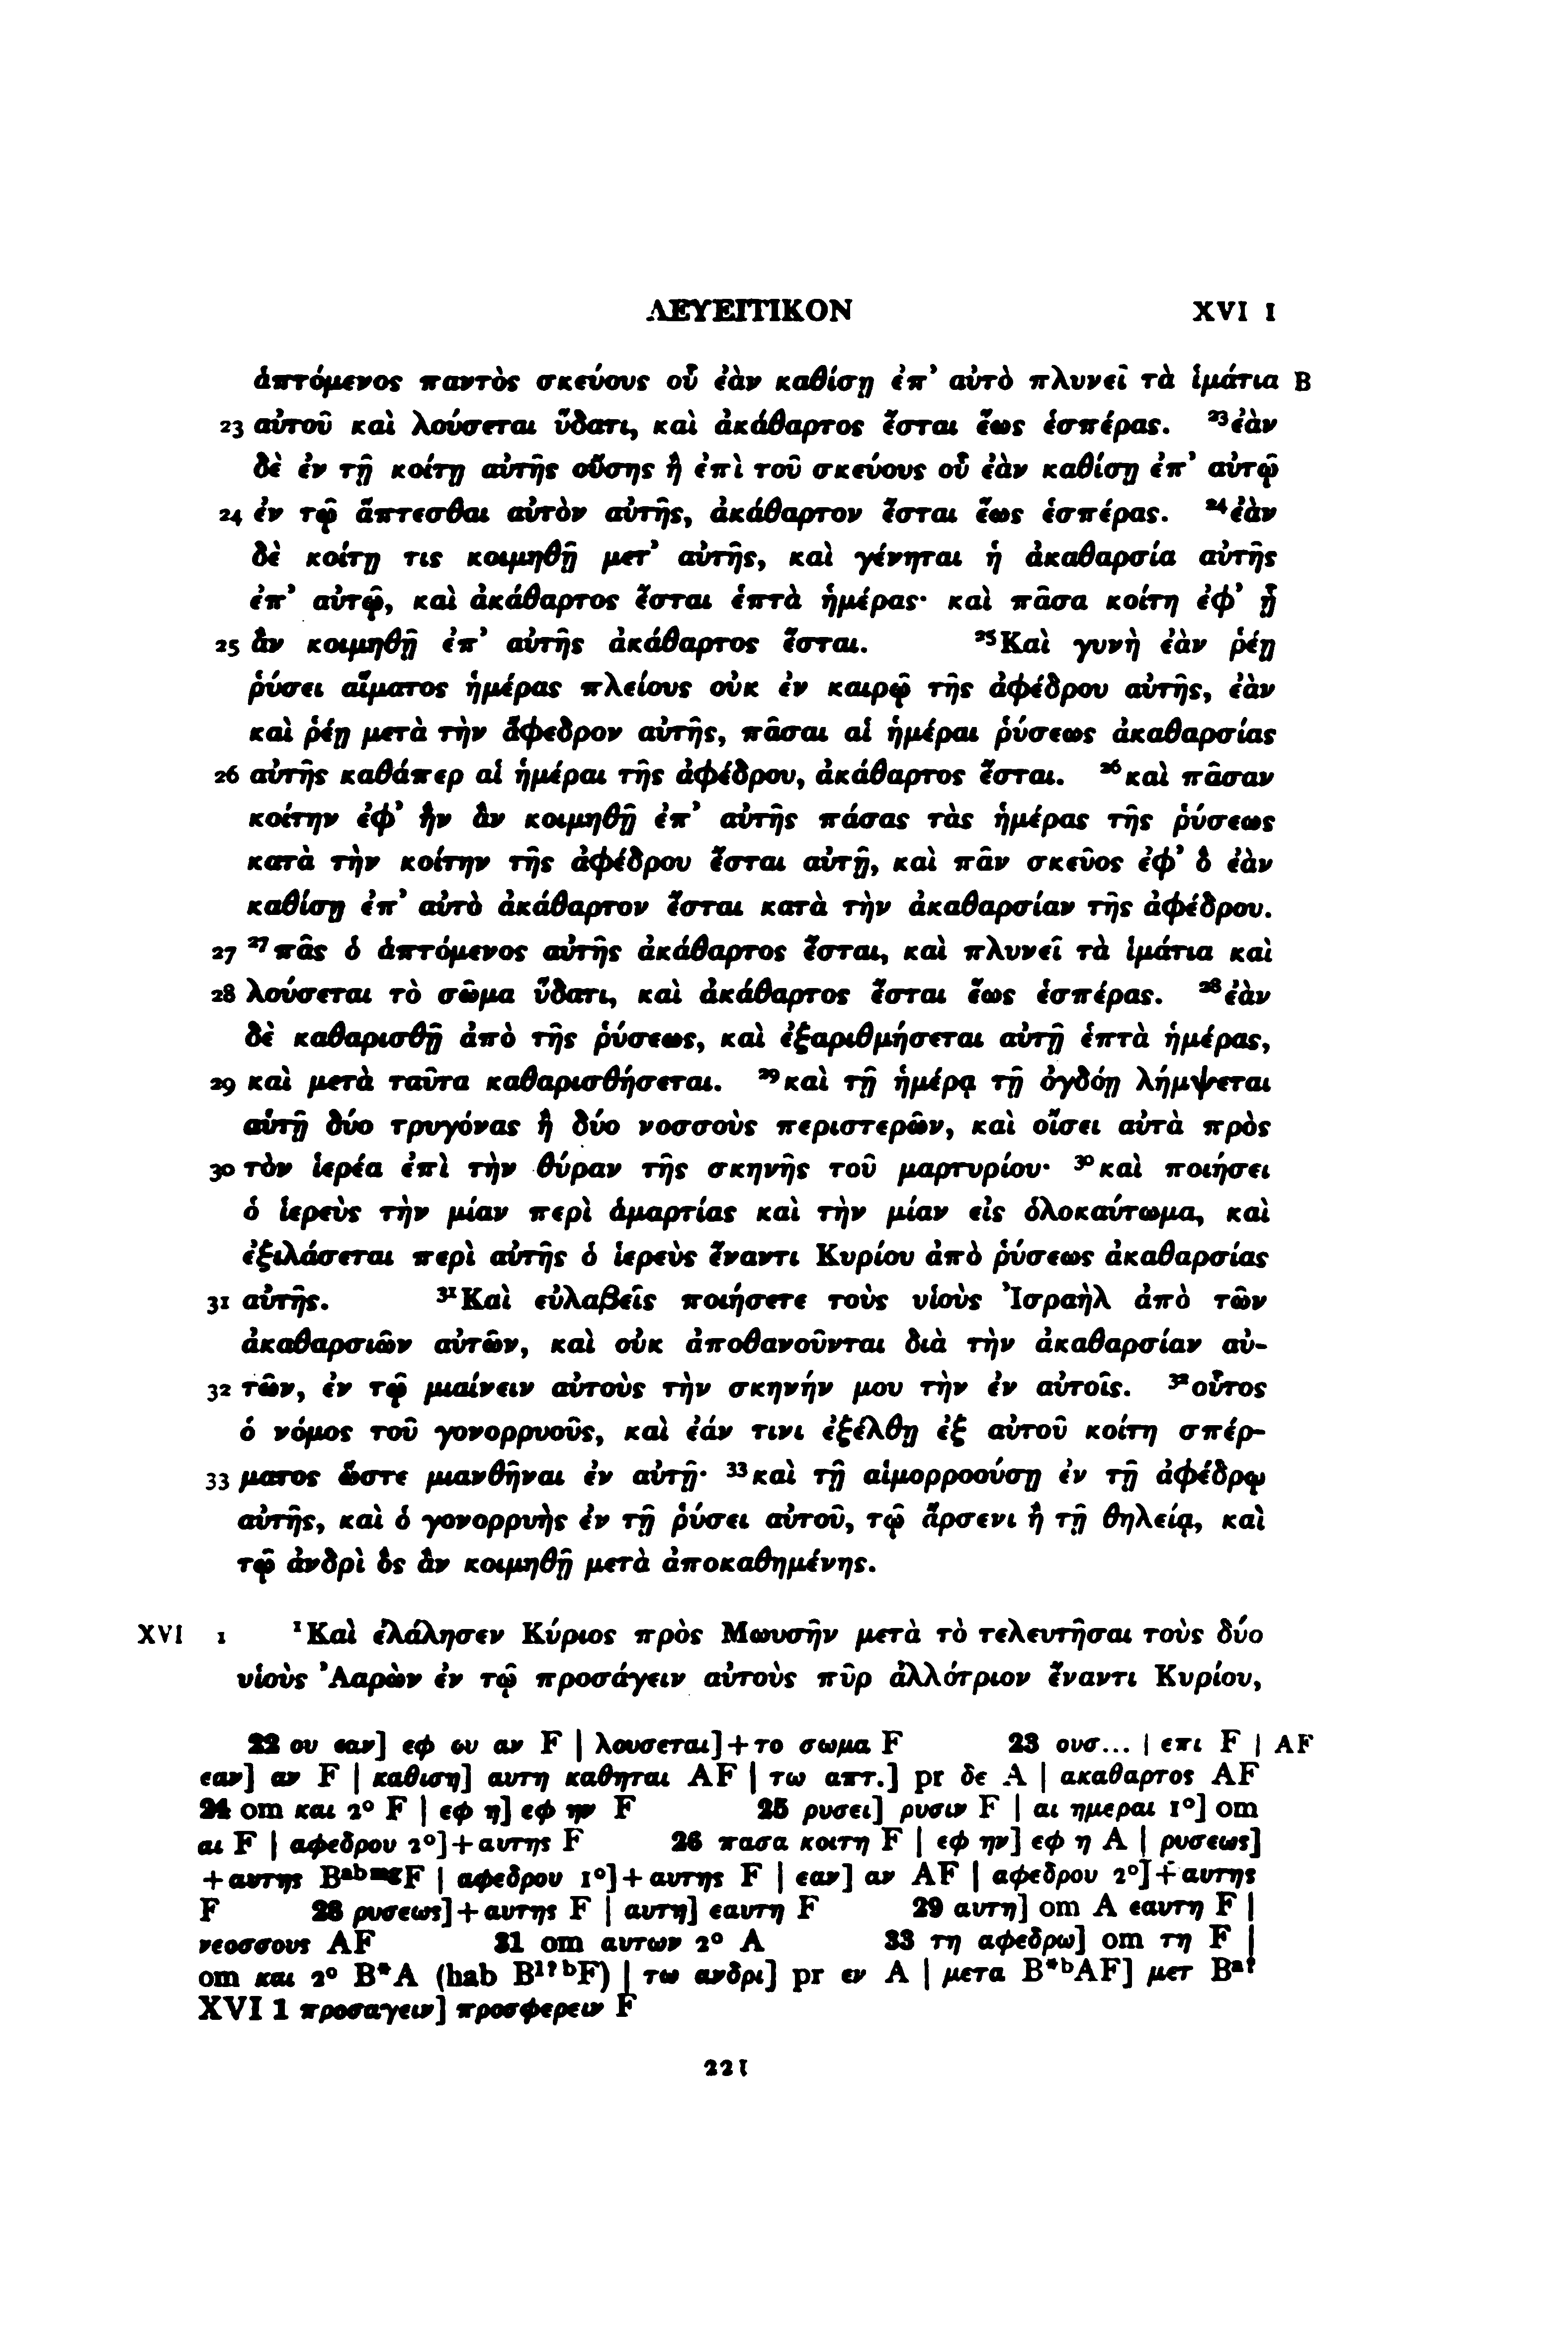 ΛΕΥΕΙΤΙΚΟΝ XVI 1
ἁπτόμενος παντὸς σκεύους οὗ ἐὰν καθίσῃ ἐπ᾽ αὐτὸ πλυνεῖ τὰ ἱμάτια B
23 αὐτοῦ καὶ λούσεται ὕδατι, καὶ ἀκάθαρτος ἔσται ἕως ἑσπέρας. ²³ἐὰν
δὲ ἐν τῇ κοίτῃ αὐτῆς οὔσης ἢ ἐπὶ τοῦ σκεύους οὗ ἐὰν καθίσῃ ἐπ᾽ αὐτῷ
24 ἐν τῷ ἅπτεσθαι αὐτὸν αὐτῆς, ἀκάθαρτον ἔσται ἕως ἑσπέρας. ²⁴ἐὰν
δὲ κοίτῃ τις κοιμηθῇ μετ᾽ αὐτῆς, καὶ γένηται ἡ ἀκαθαρσία αὐτῆς
ἐπ᾽ αὐτῷ, καὶ ἀκάθαρτος ἔσται ἑπτὰ ἡμέρας· καὶ πᾶσα κοίτη ἐφ᾽ ᾗ
25 ἂν κοιμηθῇ ἐπ᾽ αὐτῆς ἀκάθαρτος ἔσται. ²⁵Καὶ γυνὴ ἐὰν ῥέῃ
ῥύσει αἵματος ἡμέρας πλείους οὐκ ἐν καιρῷ τῆς ἀφέδρου αὐτῆς, ἐὰν
καὶ ῥέῃ μετὰ τὴν ἄφεδρον αὐτῆς, πᾶσαι αἱ ἡμέραι ῥύσεως ἀκαθαρσίας
26 αὐτῆς καθάπερ αἱ ἡμέραι τῆς ἀφέδρου, ἀκάθαρτος ἔσται. ²⁶καὶ πᾶσαν
κοίτην ἐφ᾽ ἣν ἂν κοιμηθῇ ἐπ᾽ αὐτῆς πάσας τὰς ἡμέρας τῆς ῥύσεως
κατὰ τὴν κοίτην τῆς ἀφέδρου ἔσται αὐτῇ, καὶ πᾶν σκεῦος ἐφ᾽ ὃ ἐὰν
καθίσῃ ἐπ᾽ αὐτὸ ἀκάθαρτον ἔσται κατὰ τὴν ἀκαθαρσίαν τῆς ἀφέδρου.
27 ²⁷πᾶς ὁ ἁπτόμενος αὐτῆς ἀκάθαρτος ἔσται, καὶ πλυνεῖ τὰ ἱμάτια καὶ
28 λούσεται τὸ σῶμα ὕδατι, καὶ ἀκάθαρτος ἔσται ἕως ἑσπέρας. ²⁸ἐὰν
δὲ καθαρισθῇ ἀπὸ τῆς ῥύσεως, καὶ ἐξαριθμήσεται αὐτῇ ἑπτὰ ἡμέρας,
29 καὶ μετὰ ταῦτα καθαρισθήσεται. ²⁹καὶ τῇ ἡμέρᾳ τῇ ὀγδόῃ λήμψεται
αὑτῇ δύο τρυγόνας ἢ δύο νοσσοὺς περιστερῶν, καὶ οἴσει αὐτὰ πρὸς
30 τὸν ἱερέα ἐπὶ τὴν θύραν τῆς σκηνῆς τοῦ μαρτυρίου· ³⁰καὶ ποιήσει
ὁ ἱερεὺς τὴν μίαν περὶ ἁμαρτίας καὶ τὴν μίαν εἰς ὁλοκαύτωμα, καὶ
ἐξιλάσεται περὶ αὐτῆς ὁ ἱερεὺς ἔναντι Κυρίου ἀπὸ ῥύσεως ἀκαθαρσίας
31 αὐτῆς. ³¹Καὶ εὐλαβεῖς ποιήσετε τοὺς υἱοὺς Ἰσραὴλ ἀπὸ τῶν
ἀκαθαρσιῶν αὐτῶν, καὶ οὐκ ἀποθανοῦνται διὰ τὴν ἀκαθαρσίαν αὐ-
32 τῶν, ἐν τῷ μιαίνειν αὐτοὺς τὴν σκηνήν μου τὴν ἐν αὐτοῖς. ³²οὗτος
ὁ νόμος τοῦ γονορρυοῦς, καὶ ἐάν τινι ἐξέλθῃ ἐξ αὐτοῦ κοίτη σπέρ-
33 ματος ὥστε μιανθῆναι ἐν αὐτῇ· ³³καὶ τῇ αἱμορροούσῃ ἐν τῇ ἀφέδρῳ
αὐτῆς, καὶ ὁ γονορρυὴς ἐν τῇ ῥύσει αὐτοῦ, τῷ ἄρσενι ἢ τῇ θηλείᾳ, καὶ
τῷ ἀνδρὶ ὃς ἂν κοιμηθῇ μετὰ ἀποκαθημένης.
XVI 1 ¹Καὶ ἐλάλησεν Κύριος πρὸς Μωυσῆν μετὰ τὸ τελευτῆσαι τοὺς δύο
υἱοὺς Ἀαρὼν ἐν τῷ προσάγειν αὐτοὺς πῦρ ἀλλότριον ἔναντι Κυρίου,
22 ου εαν] εφ ων αν F | λουσεται]+το σωμα F 23 ουσ... | επι F | AF
εαν] αν F | καθιση] αυτη καθηται AF | τω απτ.] pr δε A | ακαθαρτος AF
24 om και 2° F | εφ η] εφ ην F 25 ρυσει] ρυσιν F | αι ημεραι 1°] om
αι F | αφεδρου 2°]+αυτης F 26 πασα κοιτη F | εφ ην] εφ η A | ρυσεως]
+αυτης Bᵃᵇᵐᵍ F | αφεδρου 1°]+αυτης F | εαν] αν AF | αφεδρου 2°]+αυτης
F 28 ρυσεως]+αυτης F | αυτη] εαυτη F 29 αυτη] om A εαυτη F |
νεοσσους AF 31 om αυτων 2° A 33 τη αφεδρω] om τη F |
om και 2° B*A (hab B¹ˀᵇF) | τω ανδρι] pr εν A | μετα B*ᵇAF] μετ Bᵃˀ
XVI 1 προσαγειν] προσφερειν F
221